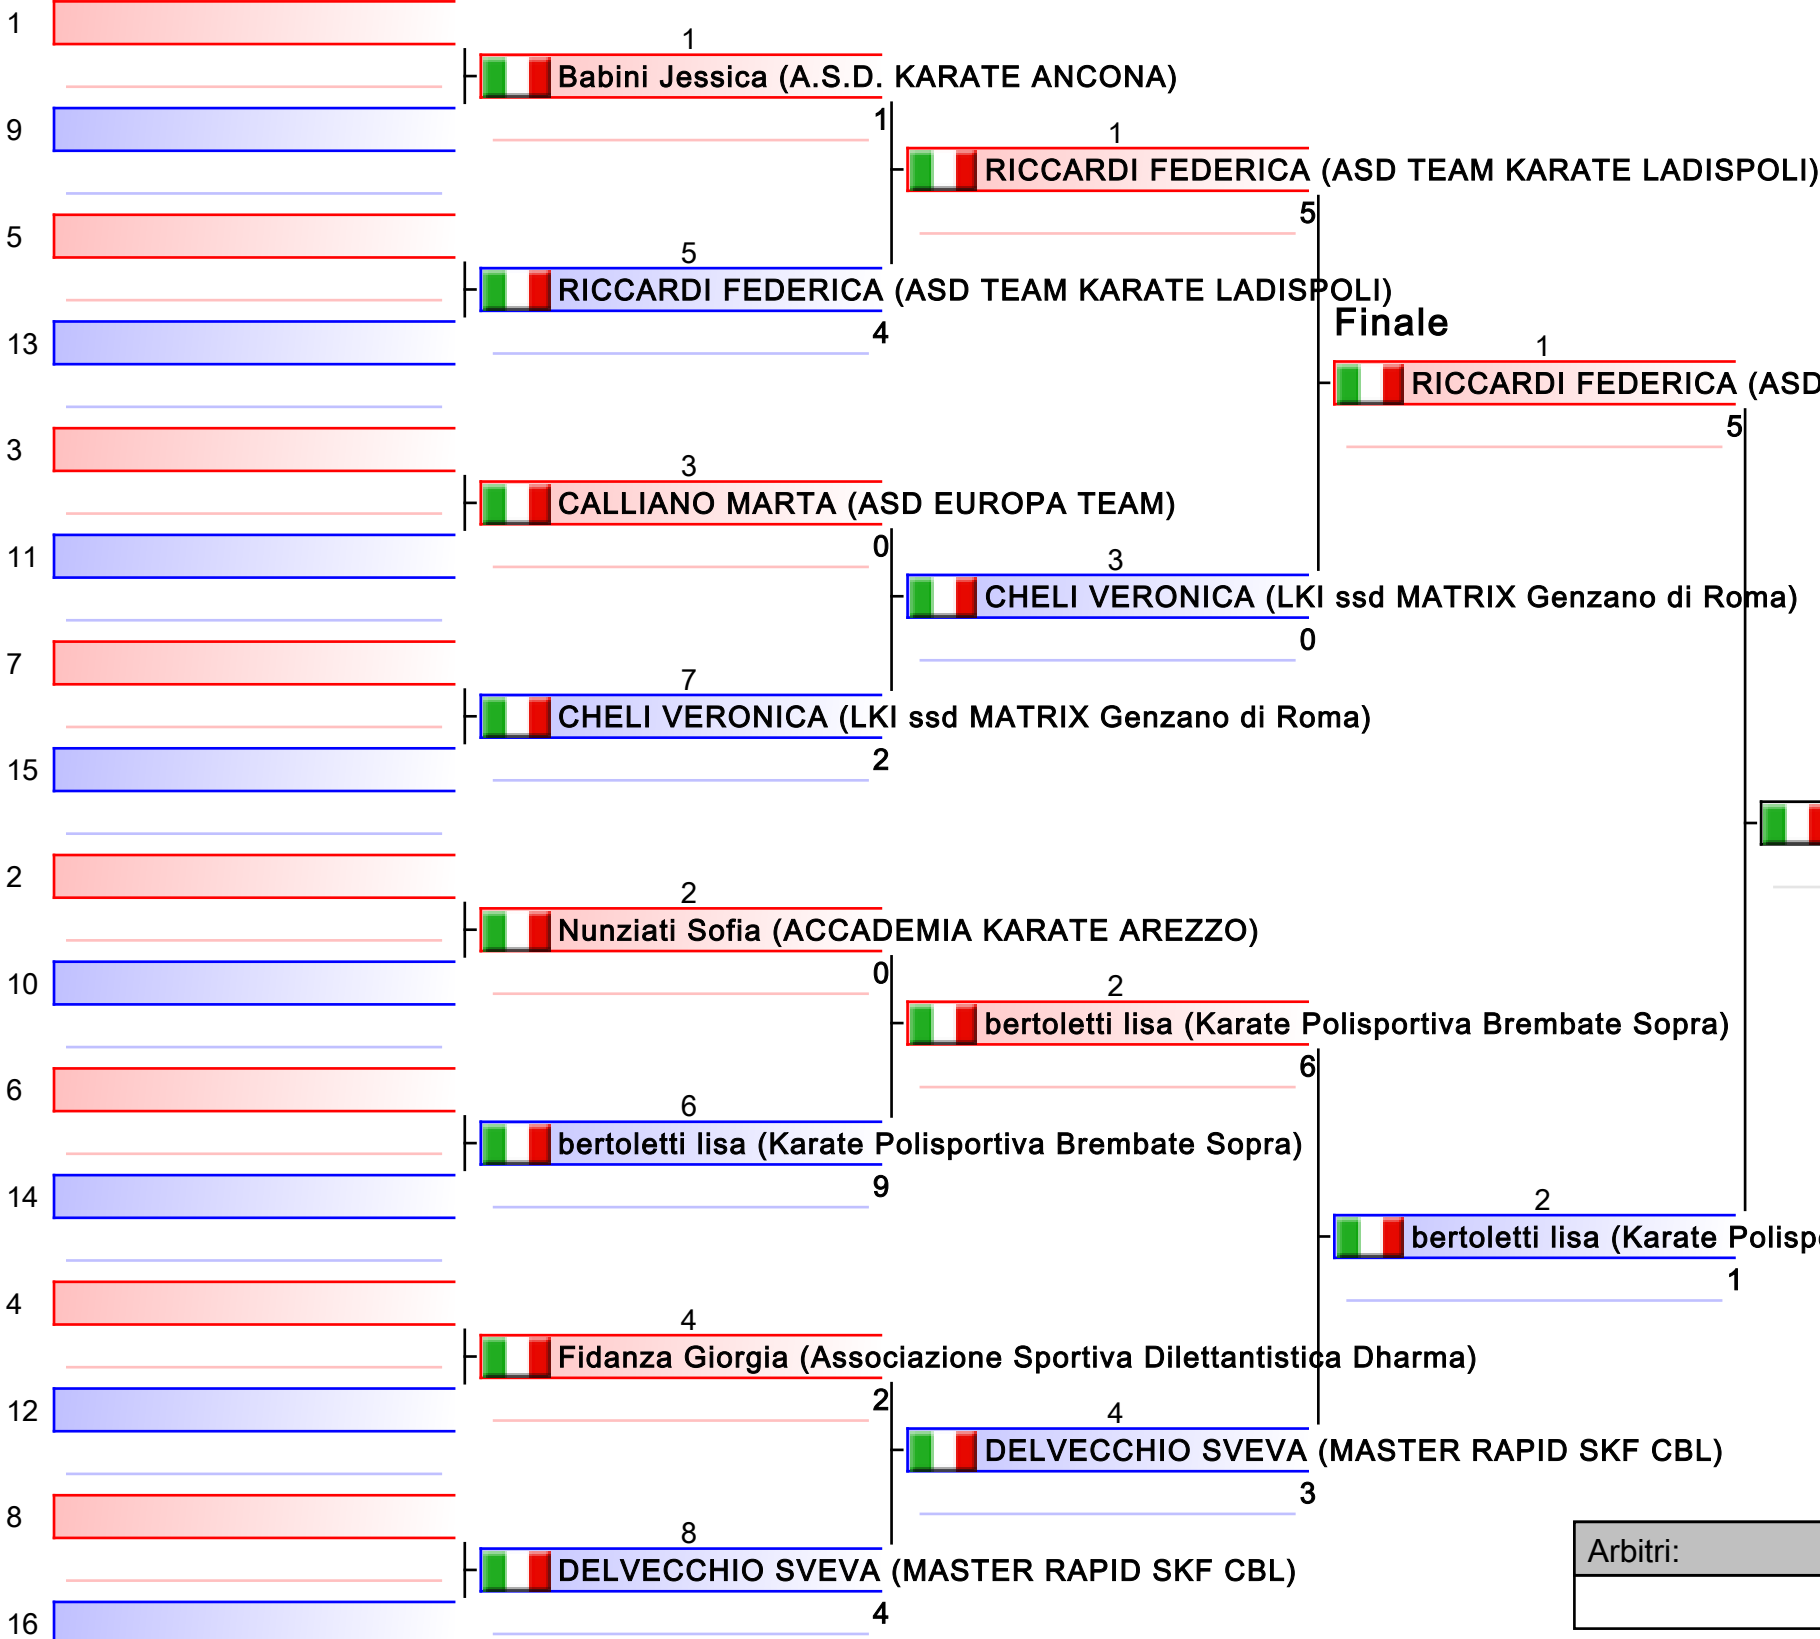 1
1
Babini Jessica (A.S.D. KARATE ANCONA)
1
9
1
RICCARDI FEDERICA (ASD TEAM KARATE LADISPOLI)
5
5
5
RICCARDI FEDERICA (ASD TEAM KARATE LADISPOLI)
4
13
Finale
1
RICCARDI FEDERICA (ASD
5
3
3
CALLIANO MARTA (ASD EUROPA TEAM)
0
11
3
CHELI VERONICA (LKI ssd MATRIX Genzano di Roma)
0
7
7
CHELI VERONICA (LKI ssd MATRIX Genzano di Roma)
2
15
2
2
Nunziati Sofia (ACCADEMIA KARATE AREZZO)
0
10
2
bertoletti lisa (Karate Polisportiva Brembate Sopra)
6
6
6
bertoletti lisa (Karate Polisportiva Brembate Sopra)
9
14
2
bertoletti lisa (Karate Polisp
1
4
4
Fidanza Giorgia (Associazione Sportiva Dilettantistica Dharma)
2
12
4
DELVECCHIO SVEVA (MASTER RAPID SKF CBL)
3
8
8
DELVECCHIO SVEVA (MASTER RAPID SKF CBL)
4
16
Arbitri: